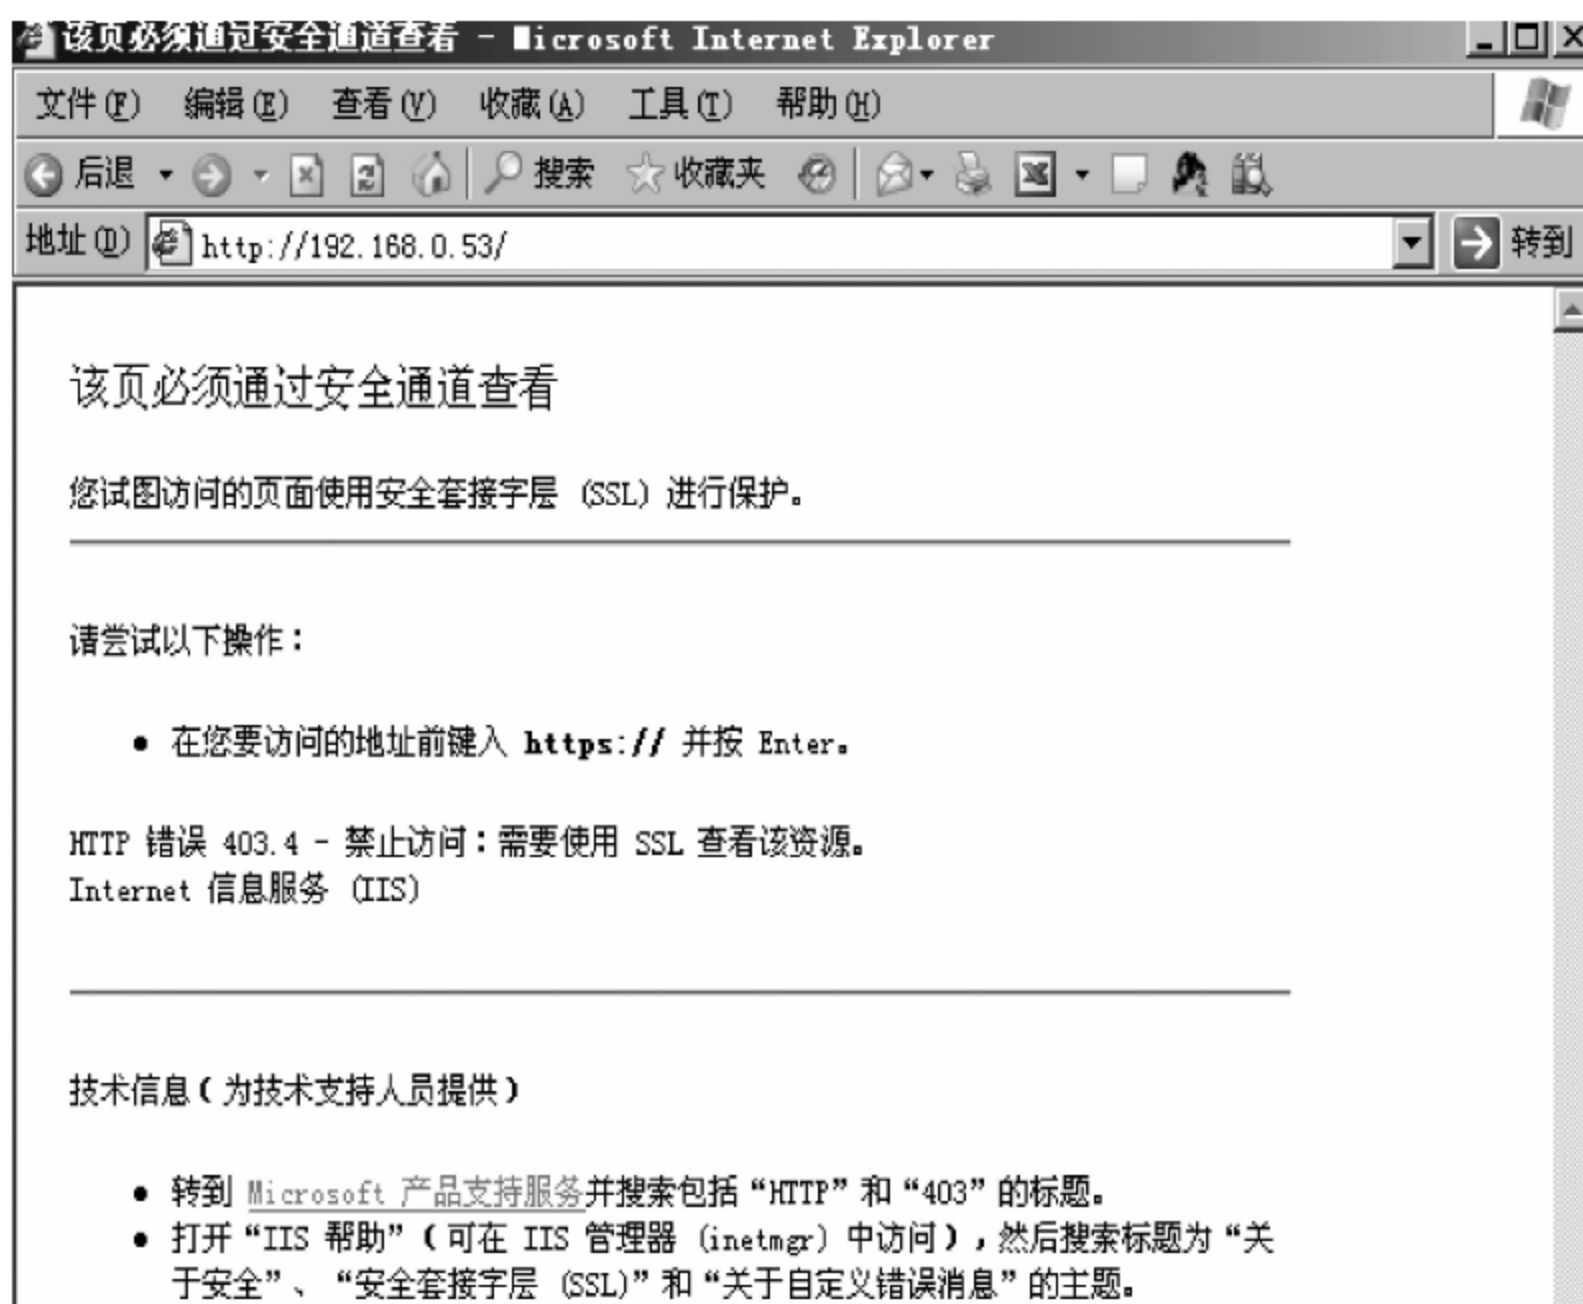 该页必须通过安全通道查看 - Microsoft Internet Explorer
文件(F) 编辑(E) 查看(V) 收藏(A) 工具(T) 帮助(H)
后退 搜索 收藏夹
地址(D) http://192.168.0.53/ 转到
该页必须通过安全通道查看
您试图访问的页面使用安全套接字层 (SSL) 进行保护。
请尝试以下操作：
• 在您要访问的地址前键入 https:// 并按 Enter。
HTTP 错误 403.4 - 禁止访问：需要使用 SSL 查看该资源。
Internet 信息服务 (IIS)
技术信息（为技术支持人员提供）
• 转到 Microsoft 产品支持服务并搜索包括“HTTP”和“403”的标题。
• 打开“IIS 帮助”（可在 IIS 管理器 (inetmgr) 中访问），然后搜索标题为“关
于安全”、“安全套接字层 (SSL)”和“关于自定义错误消息”的主题。